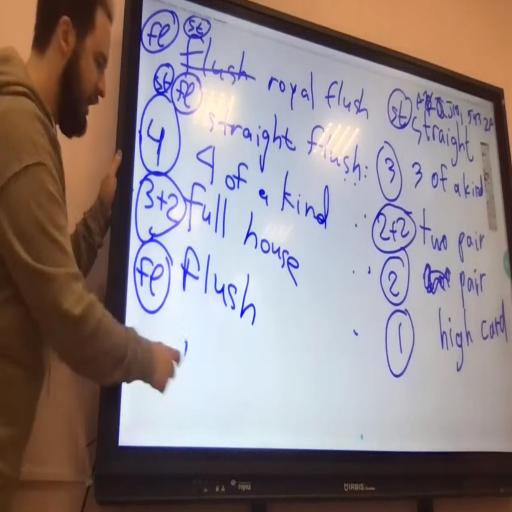 fl st
flush royal flush
st fl straight flush:
4 4 of a kind
3+2 full house
fl flush
st straight
3 3 of a kind
2+2 two pair
2 pair
1 high card
IRBIS